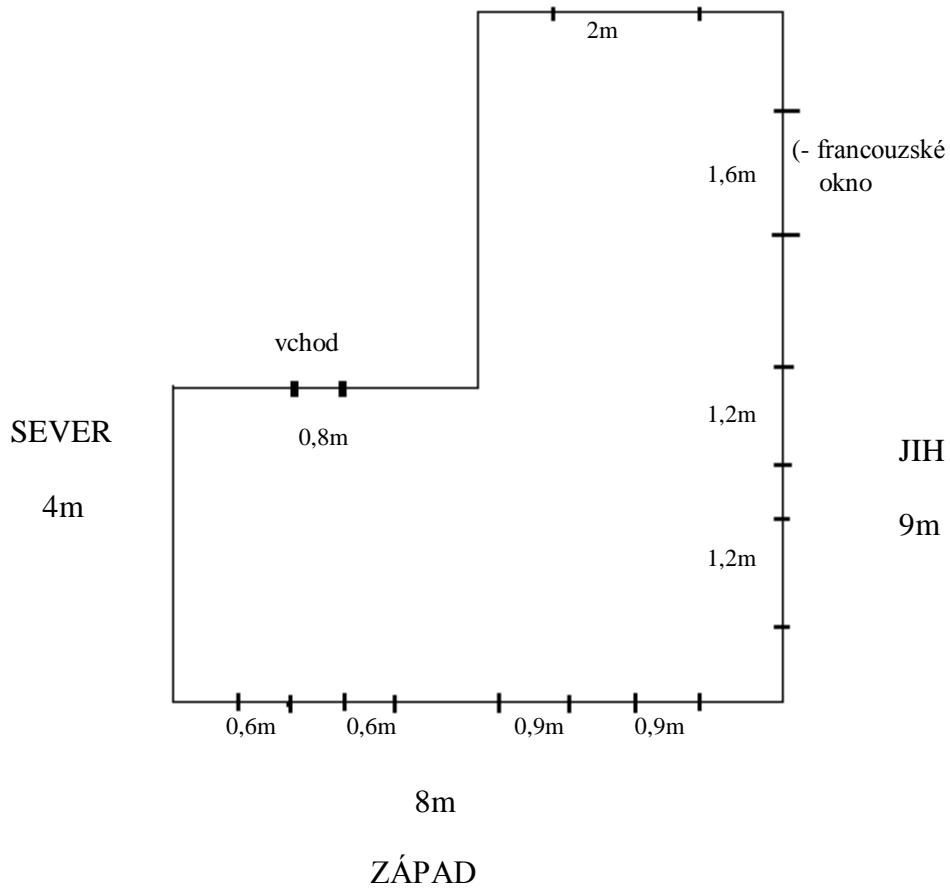 2m
(- francouzské
okno
1,6m
vchod
0,8m
SEVER
4m
1,2m
JIH
9m
1,2m
0,6m 0,6m 0,9m 0,9m
8m
ZÁPAD